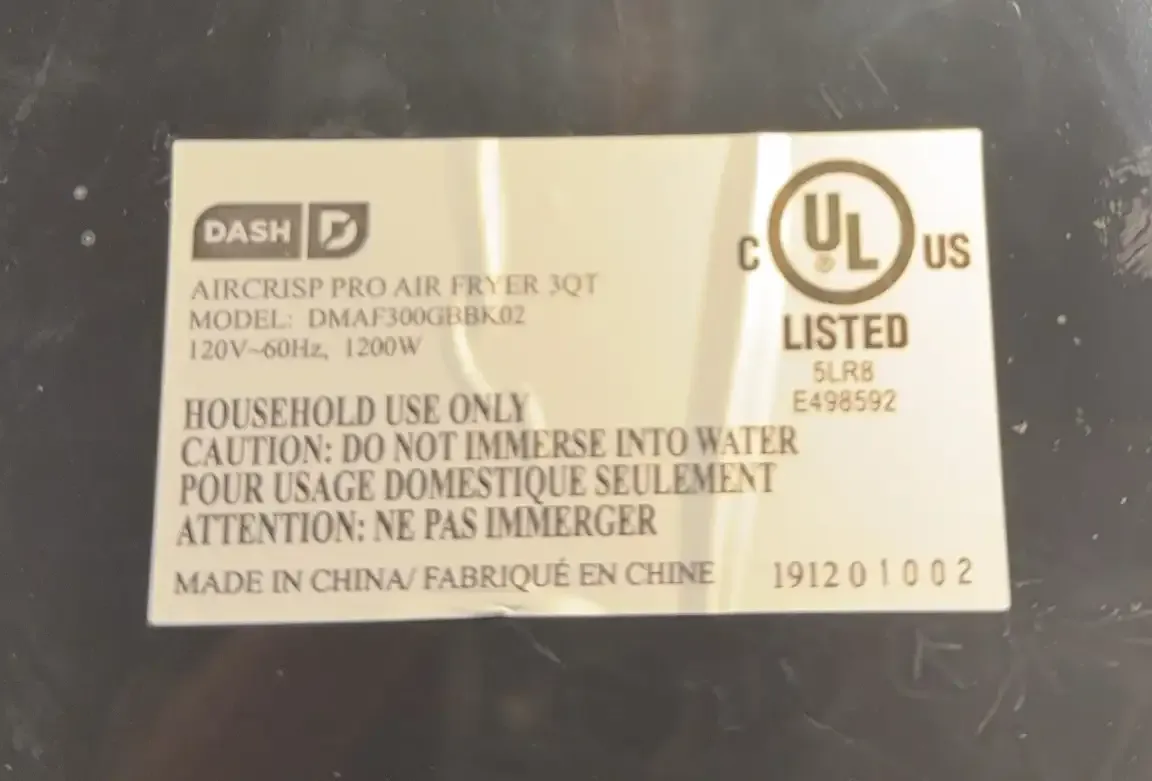 DASH D
AIRCRISP PRO AIR FRYER 3QT
MODEL: DMAF300GBBK02
120V~60Hz, 1200W
HOUSEHOLD USE ONLY
CAUTION: DO NOT IMMERSE INTO WATER
POUR USAGE DOMESTIQUE SEULEMENT
ATTENTION: NE PAS IMMERGER
MADE IN CHINA/ FABRIQUÉ EN CHINE
C UL® US
LISTED
5LR8
E498592
191201002